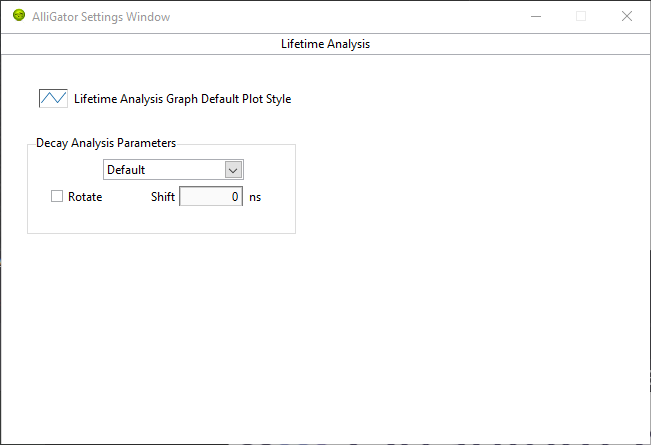 AlliGator Settings Window
Lifetime Analysis
Lifetime Analysis Graph Default Plot Style
Decay Analysis Parameters
Default
Rotate Shift 0 ns